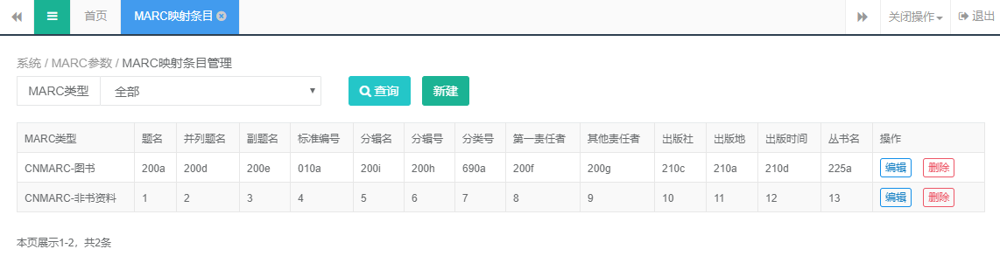 首页 MARC映射条目 关闭操作 退出
系统 / MARC参数 / MARC映射条目管理
MARC类型 全部 查询 新建
MARC类型 题名 并列题名 副题名 标准编号 分辑名 分辑号 分类号 第一责任者 其他责任者 出版社 出版地 出版时间 丛书名 操作
CNMARC-图书 200a 200d 200e 010a 200i 200h 690a 200f 200g 210c 210a 210d 225a 编辑 删除
CNMARC-非书资料 1 2 3 4 5 6 7 8 9 10 11 12 13 编辑 删除
本页展示1-2，共2条